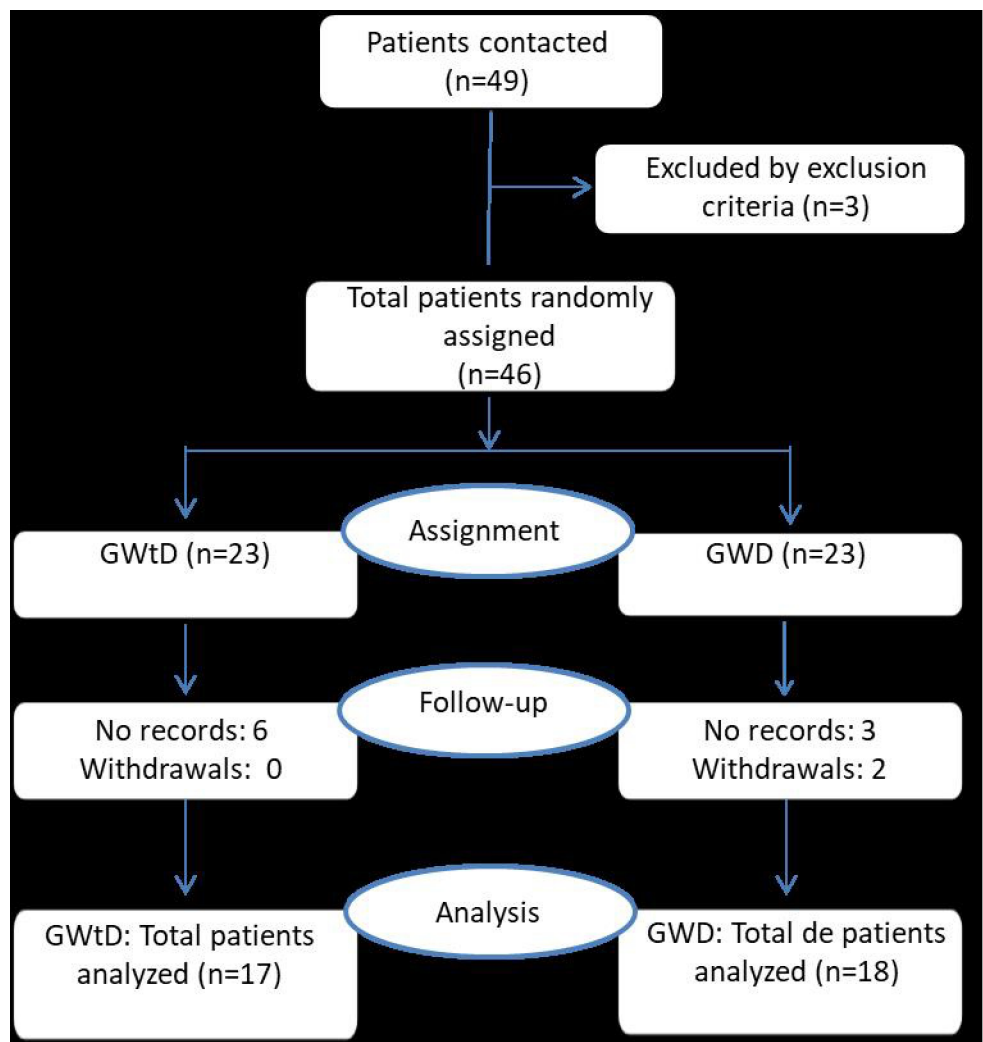 Patients contacted
(n=49)
Excluded by exclusion
criteria (n=3)
Total patients randomly
assigned
(n=46)
Assignment
GWtD (n=23)
GWD (n=23)
Follow-up
No records: 6
Withdrawals: 0
No records: 3
Withdrawals: 2
Analysis
GWtD: Total patients
analyzed (n=17)
GWD: Total de patients
analyzed (n=18)